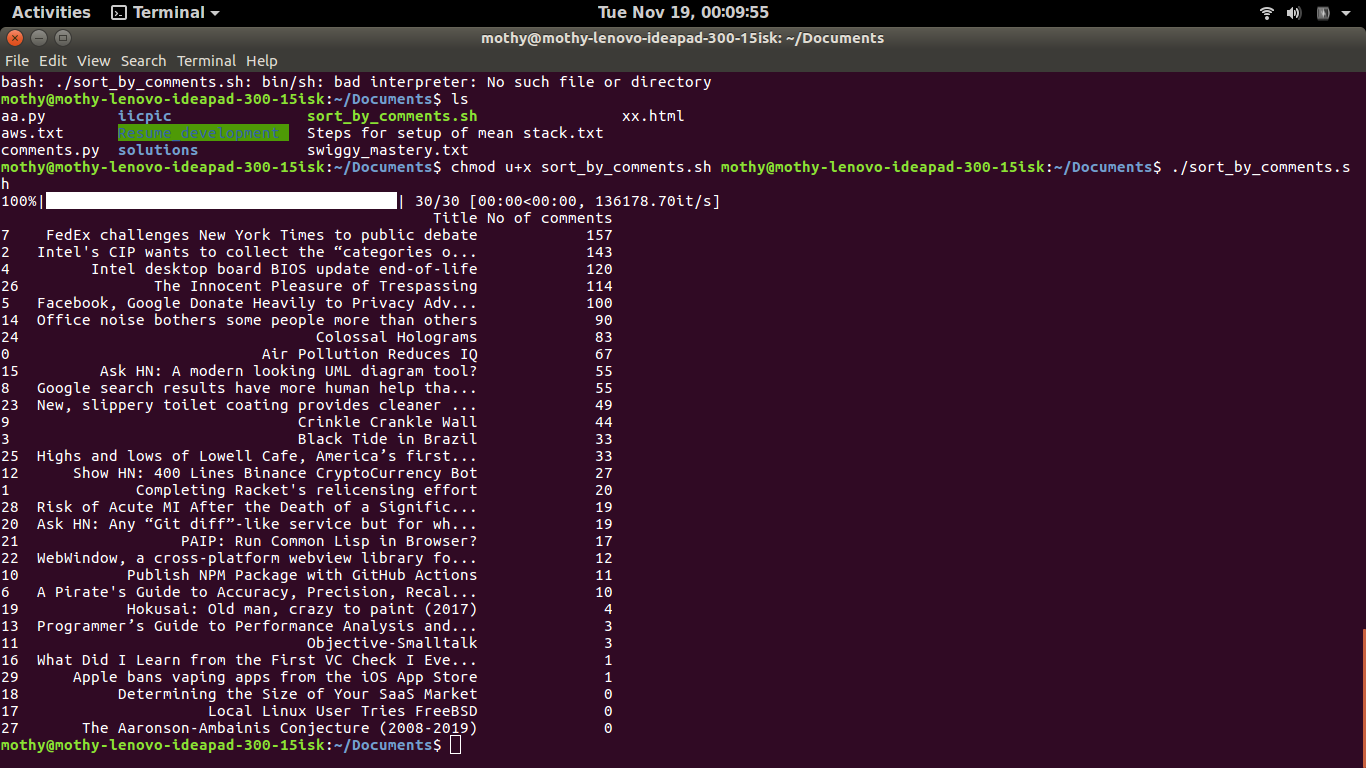 Activities Terminal Tue Nov 19, 00:09:55
mothy@mothy-lenovo-ideapad-300-15isk: ~/Documents
File Edit View Search Terminal Help
bash: ./sort_by_comments.sh: bin/sh: bad interpreter: No such file or directory
mothy@mothy-lenovo-ideapad-300-15isk:~/Documents$ ls
aa.py iicpic sort_by_comments.sh xx.html
aws.txt Resume_development Steps for setup of mean stack.txt
comments.py solutions swiggy_mastery.txt
mothy@mothy-lenovo-ideapad-300-15isk:~/Documents$ chmod u+x sort_by_comments.sh mothy@mothy-lenovo-ideapad-300-15isk:~/Documents$ ./sort_by_comments.s
h
100%| | 30/30 [00:00<00:00, 136178.70it/s]
Title No of comments
7 FedEx challenges New York Times to public debate 157
2 Intel's CIP wants to collect the “categories o... 143
4 Intel desktop board BIOS update end-of-life 120
26 The Innocent Pleasure of Trespassing 114
5 Facebook, Google Donate Heavily to Privacy Adv... 100
14 Office noise bothers some people more than others 90
24 Colossal Holograms 83
0 Air Pollution Reduces IQ 67
15 Ask HN: A modern looking UML diagram tool? 55
8 Google search results have more human help tha... 55
23 New, slippery toilet coating provides cleaner ... 49
9 Crinkle Crankle Wall 44
3 Black Tide in Brazil 33
25 Highs and lows of Lowell Cafe, America’s first... 33
12 Show HN: 400 Lines Binance CryptoCurrency Bot 27
1 Completing Racket's relicensing effort 20
28 Risk of Acute MI After the Death of a Signific... 19
20 Ask HN: Any “Git diff”-like service but for wh... 19
21 PAIP: Run Common Lisp in Browser? 17
22 WebWindow, a cross-platform webview library fo... 12
10 Publish NPM Package with GitHub Actions 11
6 A Pirate's Guide to Accuracy, Precision, Recal... 10
19 Hokusai: Old man, crazy to paint (2017) 4
13 Programmer’s Guide to Performance Analysis and... 3
11 Objective-Smalltalk 3
16 What Did I Learn from the First VC Check I Eve... 1
29 Apple bans vaping apps from the iOS App Store 1
18 Determining the Size of Your SaaS Market 0
17 Local Linux User Tries FreeBSD 0
27 The Aaronson-Ambainis Conjecture (2008-2019) 0
mothy@mothy-lenovo-ideapad-300-15isk:~/Documents$